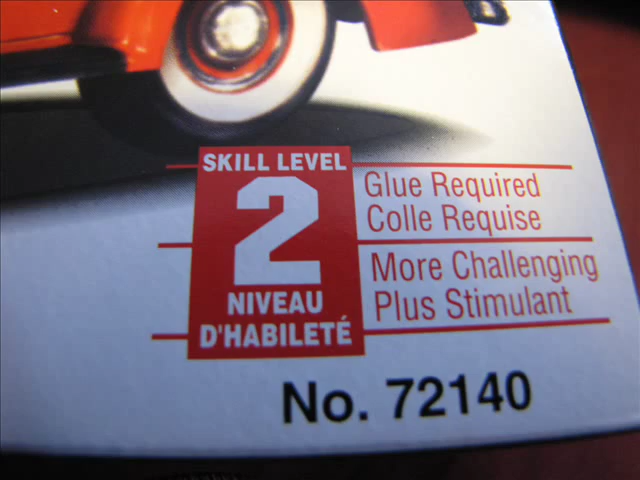 SKILL LEVEL
2
NIVEAU
D'HABILETÉ
Glue Required
Colle Requise
More Challenging
Plus Stimulant
No. 72140